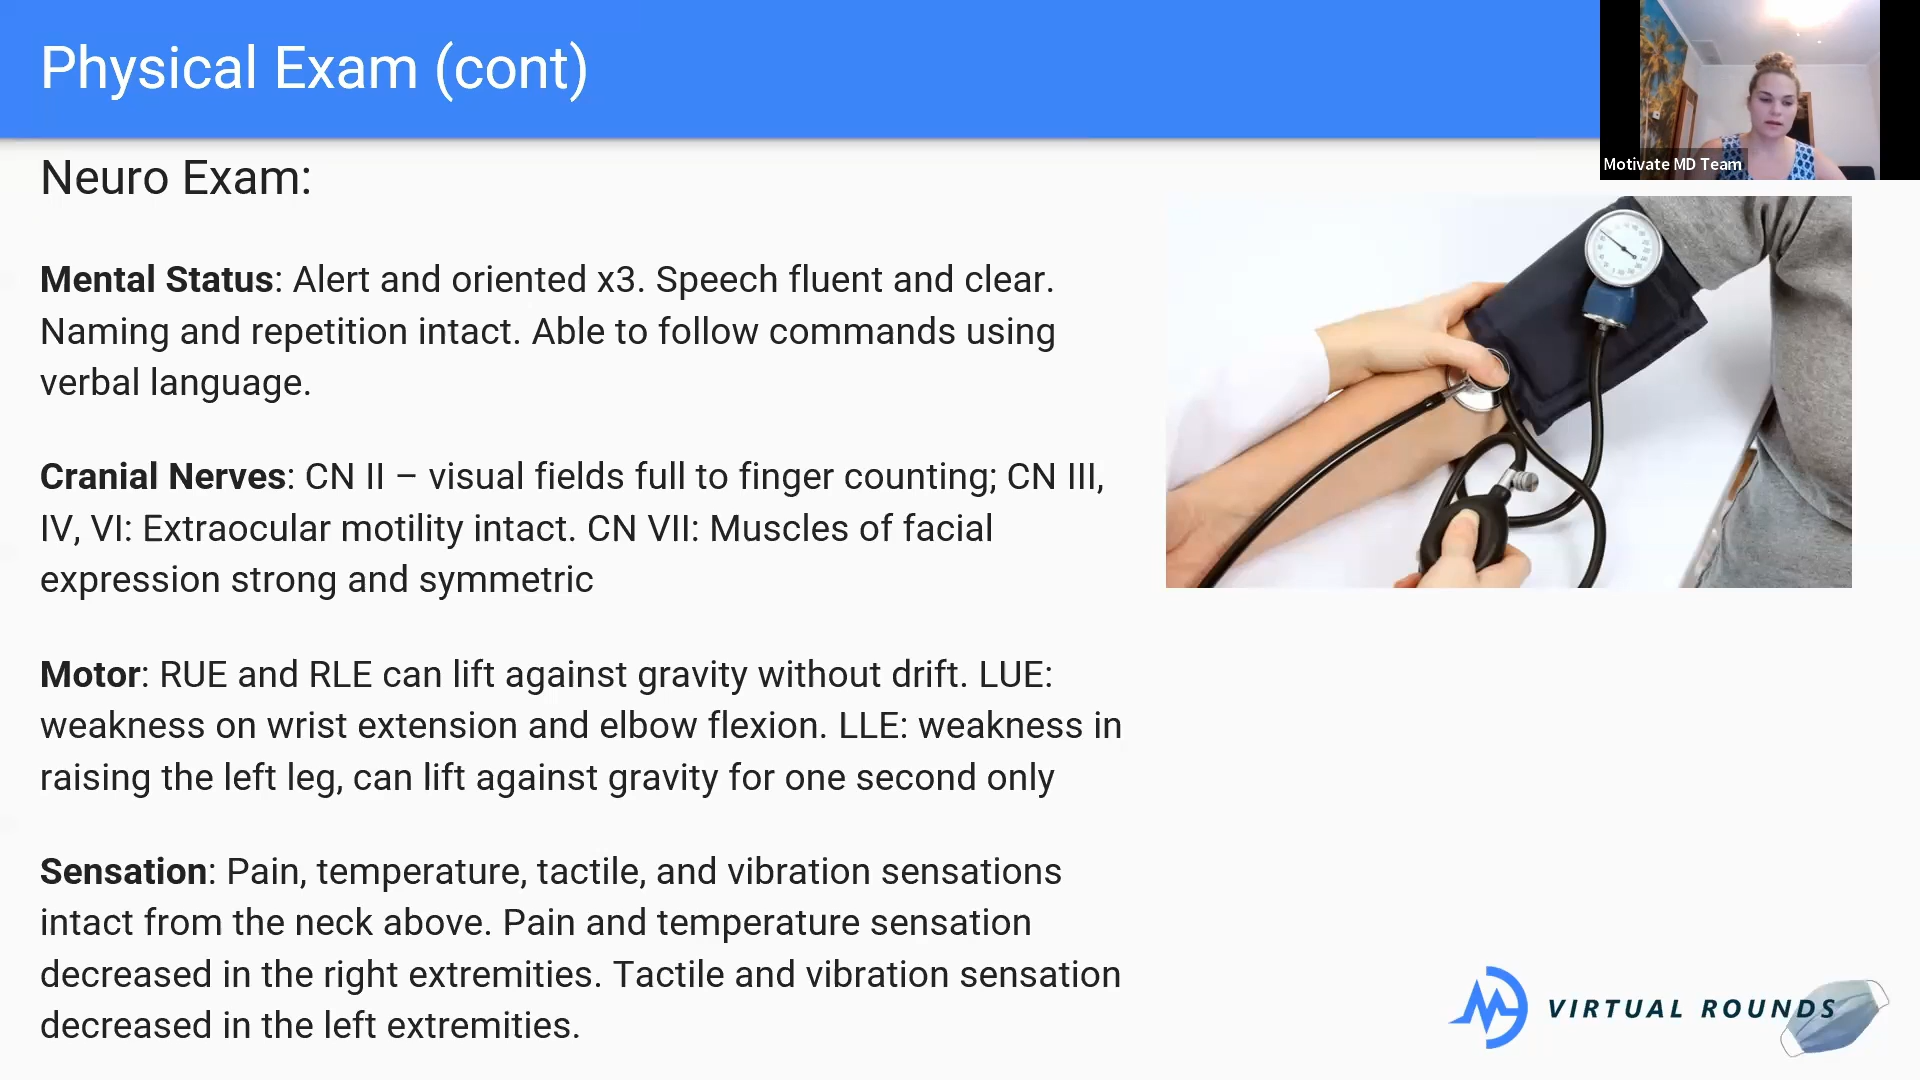 Physical Exam (cont)
Motivate MD Team
Neuro Exam:
Mental Status: Alert and oriented x3. Speech fluent and clear.
Naming and repetition intact. Able to follow commands using
verbal language.
Cranial Nerves: CN II – visual fields full to finger counting; CN III,
IV, VI: Extraocular motility intact. CN VII: Muscles of facial
expression strong and symmetric
Motor: RUE and RLE can lift against gravity without drift. LUE:
weakness on wrist extension and elbow flexion. LLE: weakness in
raising the left leg, can lift against gravity for one second only
Sensation: Pain, temperature, tactile, and vibration sensations
intact from the neck above. Pain and temperature sensation
decreased in the right extremities. Tactile and vibration sensation
decreased in the left extremities.
VIRTUAL ROUNDS